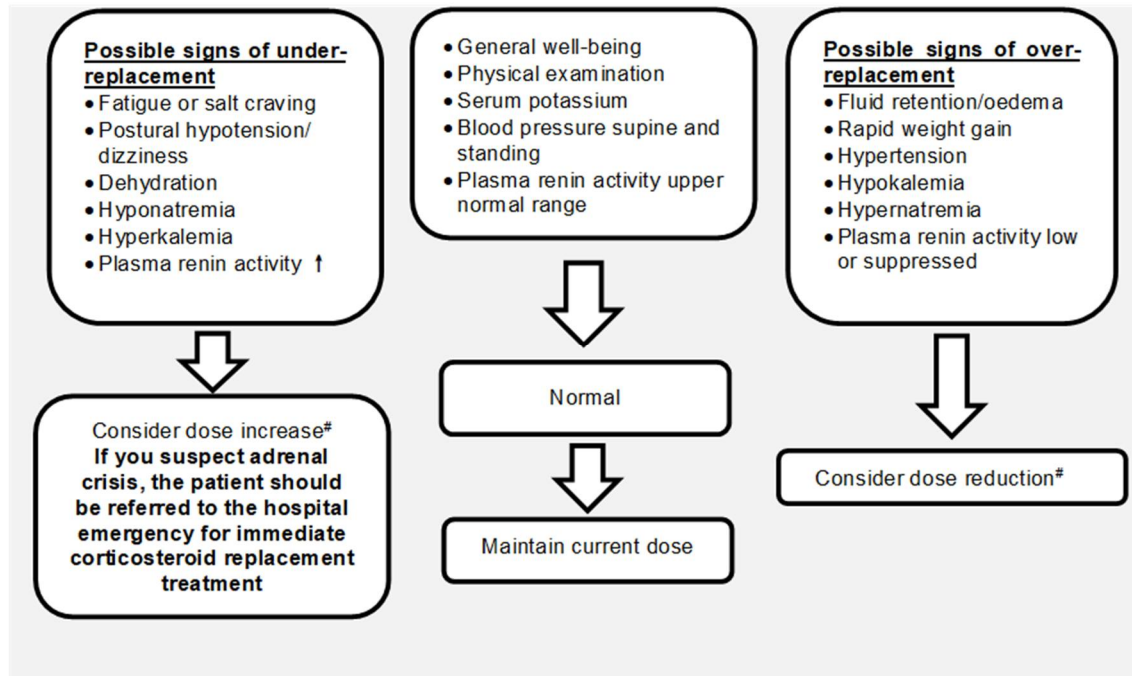 Possible signs of under-
replacement
• Fatigue or salt craving
• Postural hypotension/
dizziness
• Dehydration
• Hyponatremia
• Hyperkalemia
• Plasma renin activity ↑
• General well-being
• Physical examination
• Serum potassium
• Blood pressure supine and
standing
• Plasma renin activity upper
normal range
Possible signs of over-
replacement
• Fluid retention/oedema
• Rapid weight gain
• Hypertension
• Hypokalemia
• Hypernatremia
• Plasma renin activity low
or suppressed
Consider dose increase#
If you suspect adrenal
crisis, the patient should
be referred to the hospital
emergency for immediate
corticosteroid replacement
treatment
Normal
Maintain current dose
Consider dose reduction#